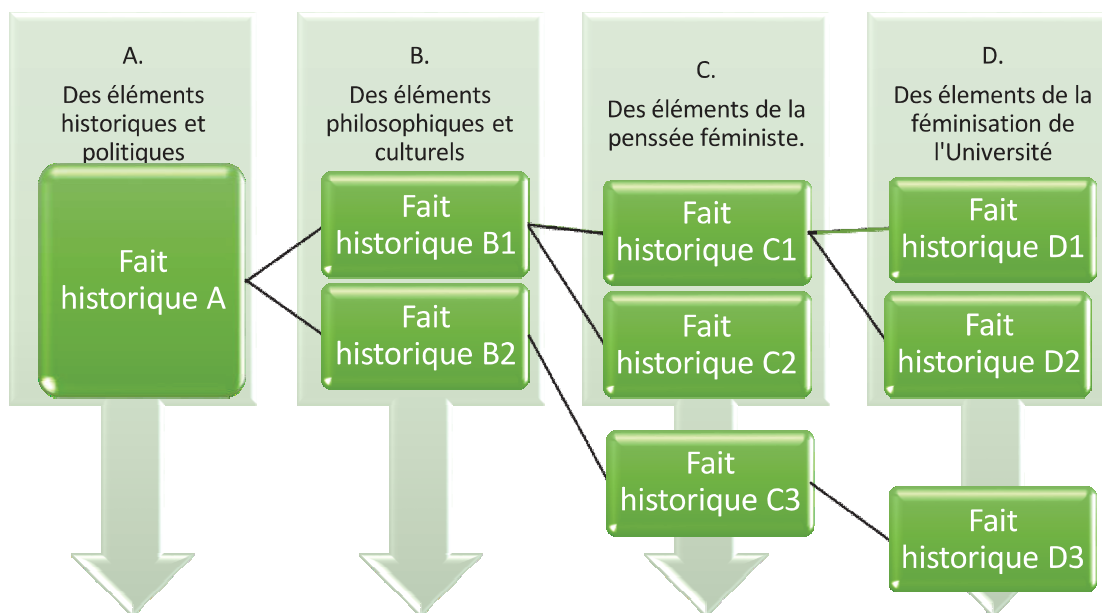 A.
Des éléments
historiques et
politiques
Fait
historique A
B.
Des éléments
philosophiques et
culturels
Fait
historique B1
Fait
historique B2
C.
Des éléments de la
penssée féministe.
Fait
historique C1
Fait
historique C2
Fait
historique C3
D.
Des élements de la
féminisation de
l'Université
Fait
historique D1
Fait
historique D2
Fait
historique D3